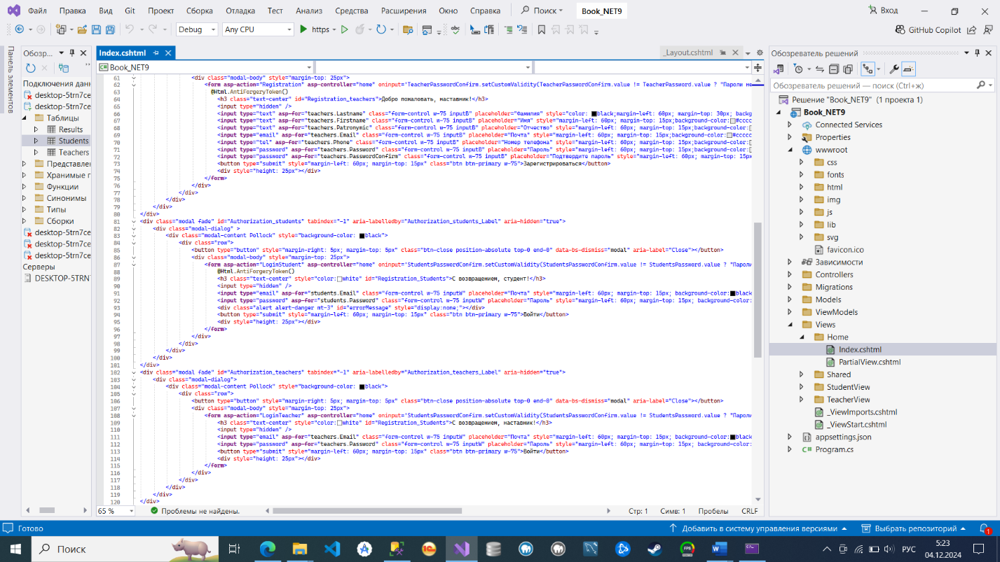 Файл Правка Вид Git Проект Сборка Отладка Тест Анализ Средства Расширения Окно Справка Поиск Book_NET9 Вход
Debug Any CPU https GitHub Copilot
Панель элементов
Обозр...
Подключения дан
desktop-5trn7ce
desktop-5trn7ce
Таблицы
Results
Students
Teachers
Представлен
Хранимые г
Функции
Синонимы
Типы
Сборки
desktop-5trn7ce
desktop-5trn7ce
desktop-5trn7ce
Серверы
DESKTOP-5TRN
Index.cshtml _Layout.cshtml
Book_NET9
61 <div class="modal-body" style="margin-top: 25px">
62 <form asp-action="Registration" asp-controller="home" oninput='TeacherPasswordConfirm.setCustomValidity(TeacherPasswordConfirm.value != TeacherPassword.value ? "Пароли не
63 @Html.AntiForgeryToken()
64 <h3 class="text-center" id="Registration_teachers">Добро пожаловать, наставник!</h3>
65 <input type="hidden" />
66 <input type="text" asp-for="teachers.Lastname" class="form-control w-75 inputB" placeholder="Фамилия" style="color: black;margin-left: 60px; margin-top: 30px; backg
67 <input type="text" asp-for="teachers.Firstname" class="form-control w-75 inputB" placeholder="Имя" style="margin-left: 60px; margin-top: 15px;background-color: #cccc
68 <input type="text" asp-for="teachers.Patronymic" class="form-control w-75 inputB" placeholder="Отчество" style="margin-left: 60px; margin-top: 15px;background-color:
69 <input type="email" asp-for="teachers.Email" class="form-control w-75 inputB" placeholder="Почта" style="margin-left: 60px; margin-top: 15px;background-color: #cccc
70 <input type="tel" asp-for="teachers.Phone" class="form-control w-75 inputB" placeholder="Номер телефона" style="margin-left: 60px; margin-top: 15px;background-color:
71 <input type="password" asp-for="teachers.Password" class="form-control w-75 inputB" placeholder="Пароль" style="margin-left: 60px; margin-top: 15px;background-color:
72 <input type="password" asp-for="teachers.PasswordConfirm" class="form-control w-75 inputB" placeholder="Подтвердите пароль" style="margin-left: 60px; margin-top: 15px
73 <button type="submit" style="margin-left: 60px; margin-top: 15px" class="btn btn-primary w-75">Зарегистрироваться</button>
74 <div style="height: 25px"></div>
75 </form>
76 </div>
77 </div>
78 </div>
79 </div>
80 </div>
81 <div class="modal fade" id="Authorization_students" tabindex="-1" aria-labelledby="Authorization_students_Label" aria-hidden="true">
82 <div class="modal-dialog" >
83 <div class="modal-content Pollock" style="background-color: black">
84 <div class="row">
85 <button type="button" style="margin-right: 5px; margin-top: 5px" class="btn-close position-absolute top-0 end-0" data-bs-dismiss="modal" aria-label="Close"></button>
86 <div class="modal-body" style="margin-top: 25px">
87 <form asp-action="LoginStudent" asp-controller="home" oninput='StudentsPasswordConfirm.setCustomValidity(StudentsPasswordConfirm.value != StudentsPassword.value ? "Пароли
88 @Html.AntiForgeryToken()
89 <h3 class="text-center" style="color: white" id="Registration_Students">С возвращением, студент!</h3>
90 <input type="hidden" />
91 <input type="email" asp-for="students.Email" class="form-control w-75 inputW" placeholder="Почта" style="margin-left: 60px; margin-top: 15px; background-color: black
92 <input type="password" asp-for="students.Password" class="form-control w-75 inputW" placeholder="Пароль" style="margin-left: 60px; margin-top: 15px; background-color:
93 <div class="alert alert-danger mt-3" id="errorMessage" style="display:none;"></div>
94 <button type="submit" style="margin-left: 60px; margin-top: 15px" class="btn btn-primary w-75">Войти</button>
95 <div style="height: 25px"></div>
96 </form>
97 </div>
98 </div>
99 </div>
100 </div>
101 </div>
102 <div class="modal fade" id="Authorization_teachers" tabindex="-1" aria-labelledby="Authorization_teachers_Label" aria-hidden="true">
103 <div class="modal-dialog">
104 <div class="modal-content Pollock" style="background-color: black">
105 <div class="row">
106 <button type="button" style="margin-right: 5px; margin-top: 5px" class="btn-close position-absolute top-0 end-0" data-bs-dismiss="modal" aria-label="Close"></button>
107 <div class="modal-body" style="margin-top: 25px">
108 <form asp-action="LoginTeacher" asp-controller="home" oninput='StudentsPasswordConfirm.setCustomValidity(StudentsPasswordConfirm.value != StudentsPassword.value ? "Пароли
109 <h3 class="text-center" style="color: white" id="Registration_Students">С возвращением, наставник!</h3>
110 <input type="hidden" />
111 <input type="email" asp-for="teachers.Email" class="form-control w-75 inputW" placeholder="Почта" style="margin-left: 60px; margin-top: 15px; background-color: black
112 <input type="password" asp-for="teachers.Password" class="form-control w-75 inputW" placeholder="Пароль" style="margin-left: 60px; margin-top: 15px; background-color:
113 <button type="submit" style="margin-left: 60px; margin-top: 15px" class="btn btn-primary w-75">Войти</button>
114 <div style="height: 25px"></div>
115 </form>
116 </div>
117 </div>
118 </div>
119 </div>
120 </div>
65 % Проблемы не найдены. Стр: 1 Симв: 1 Пробелы CRLF
Обозреватель решений
Обозреватель решений — поиск (Ctrl+ж)
Решение "Book_NET9" (1 проекта 1)
Book_NET9
Connected Services
Properties
wwwroot
css
fonts
html
img
js
lib
svg
favicon.ico
Зависимости
Controllers
Migrations
Models
ViewModels
Views
Home
Index.cshtml
PartialView.cshtml
Shared
StudentView
TeacherView
_ViewImports.cshtml
_ViewStart.cshtml
appsettings.json
Program.cs
Готово Добавить в систему управления версиями Выбрать репозиторий 1
Поиск РУС 5:23
04.12.2024